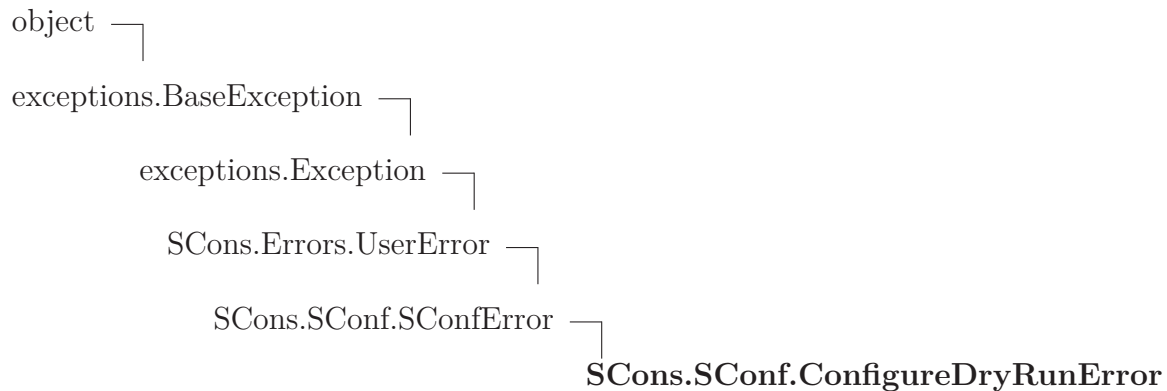 object
exceptions.BaseException
exceptions.Exception
SCons.Errors.UserError
SCons.SConf.SConfError
SCons.SConf.ConfigureDryRunError